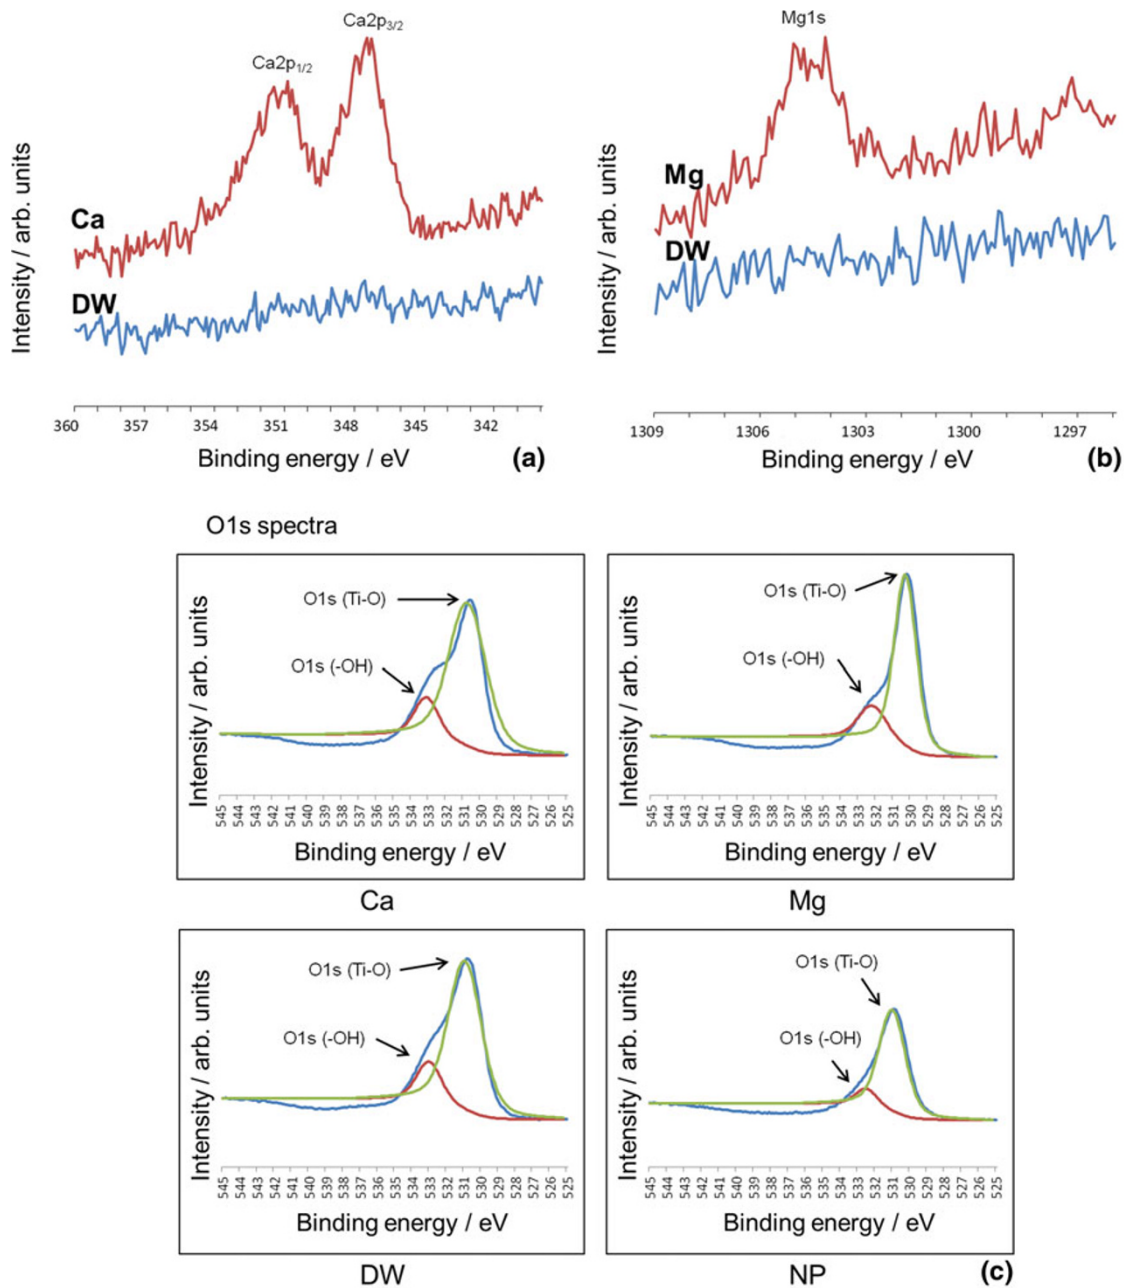 Ca2p3/2
Ca2p1/2
Ca
DW
Intensity / arb. units
360 357 354 351 348 345 342
Binding energy / eV
(a)
Mg1s
Mg
DW
Intensity / arb. units
1309 1306 1303 1300 1297
Binding energy / eV
(b)
O1s spectra
O1s (Ti-O)
O1s (-OH)
Intensity / arb. units
545 544 543 542 541 540 539 538 537 536 535 534 533 532 531 530 529 528 527 526 525
Binding energy / eV
Ca
O1s (Ti-O)
O1s (-OH)
Intensity / arb. units
545 544 543 542 541 540 539 538 537 536 535 534 533 532 531 530 529 528 527 526 525
Binding energy / eV
Mg
O1s (Ti-O)
O1s (-OH)
Intensity / arb. units
545 544 543 542 541 540 539 538 537 536 535 534 533 532 531 530 529 528 527 526 525
Binding energy / eV
DW
O1s (Ti-O)
O1s (-OH)
Intensity / arb. units
545 544 543 542 541 540 539 538 537 536 535 534 533 532 531 530 529 528 527 526 525
Binding energy / eV
(c)
NP